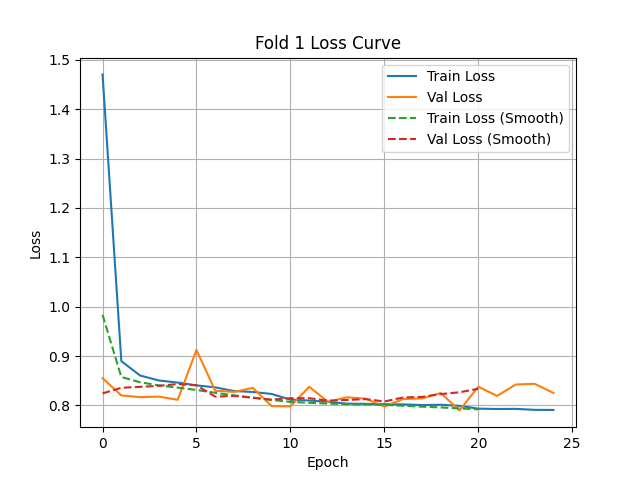 Fold 1 Loss Curve
1.5
1.4
1.3
1.2
1.1
1.0
0.9
0.8
Loss
Train Loss
Val Loss
Train Loss (Smooth)
Val Loss (Smooth)
0
5
10
15
20
25
Epoch